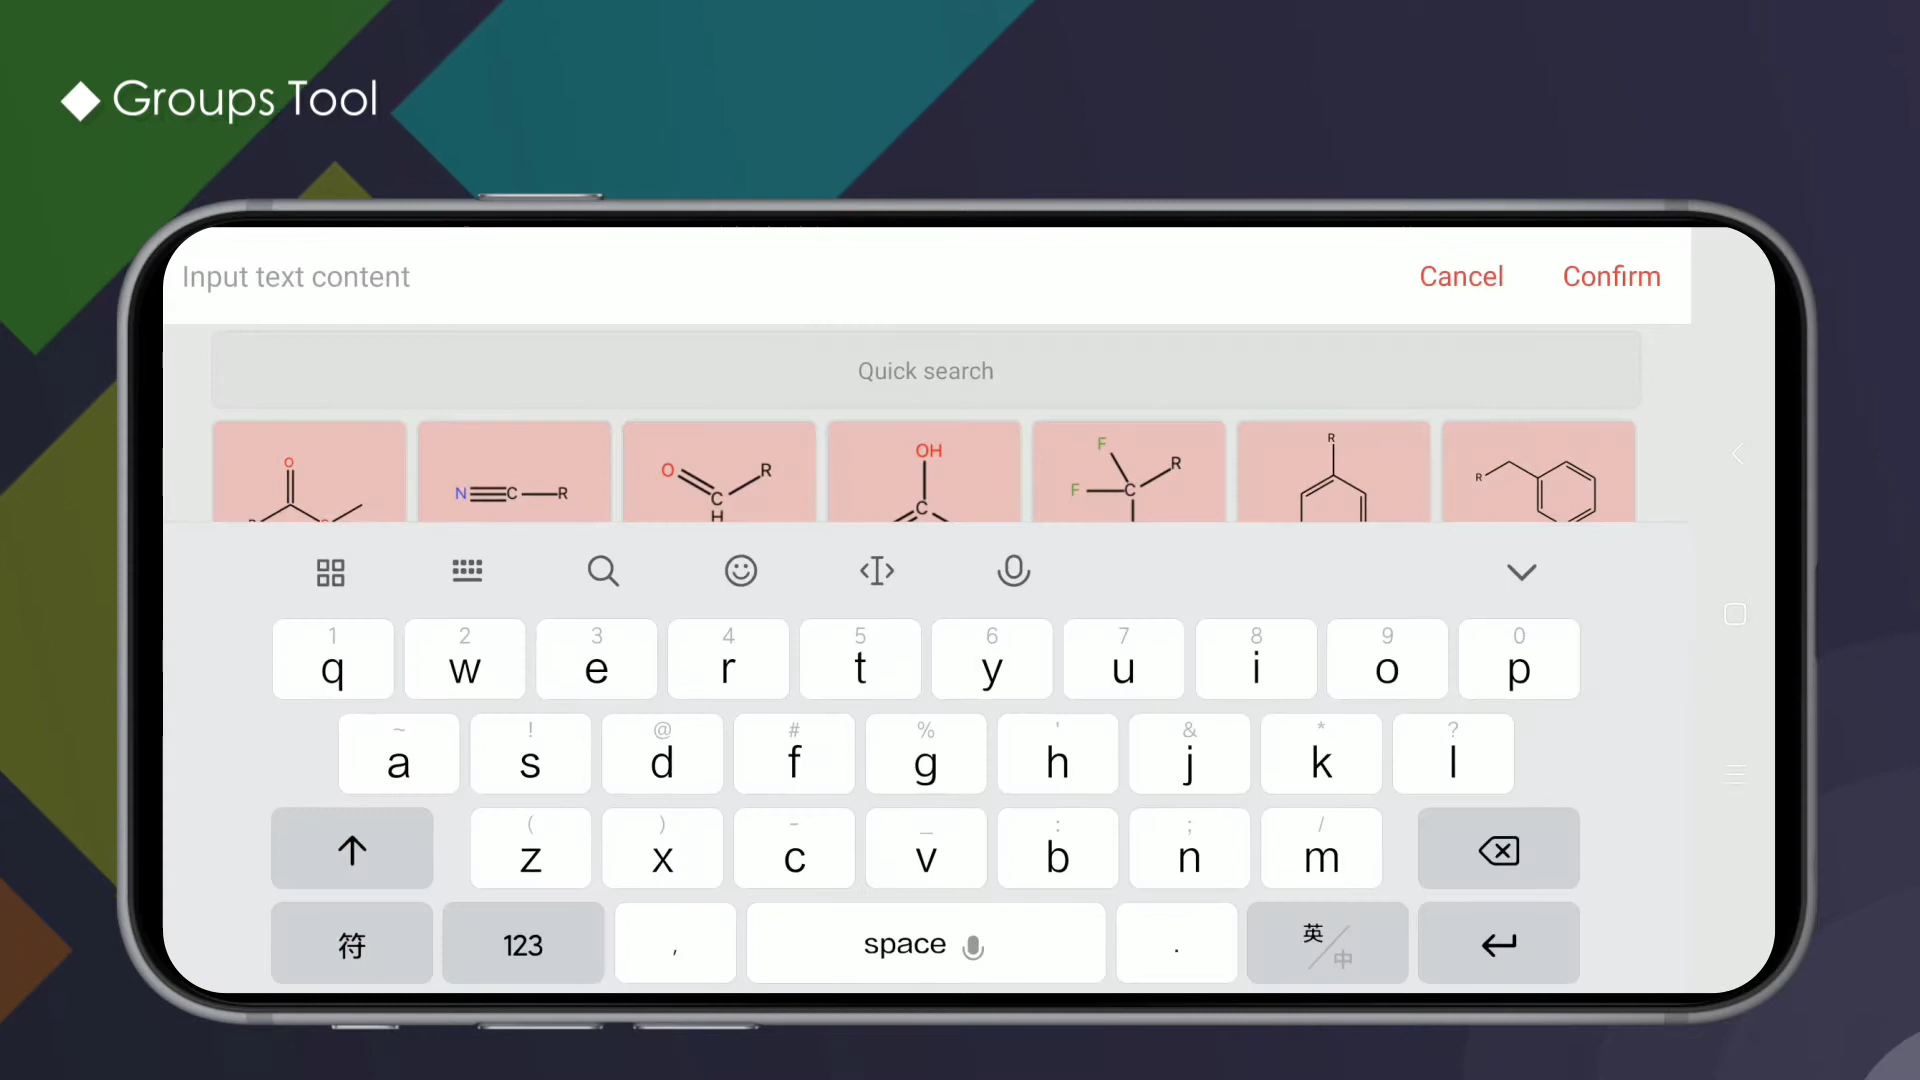 Groups Tool
Input text content
Cancel
Confirm
Quick search
O
N C R
O R C H
OH C
F F C R
R
R
1 2 3 4 5 6 7 8 9 0
q w e r t y u i o p
~ ! @ # % ' & * ?
a s d f g h j k l
( ) - _ : ; /
z x c v b n m
符 123 , space . 英/中